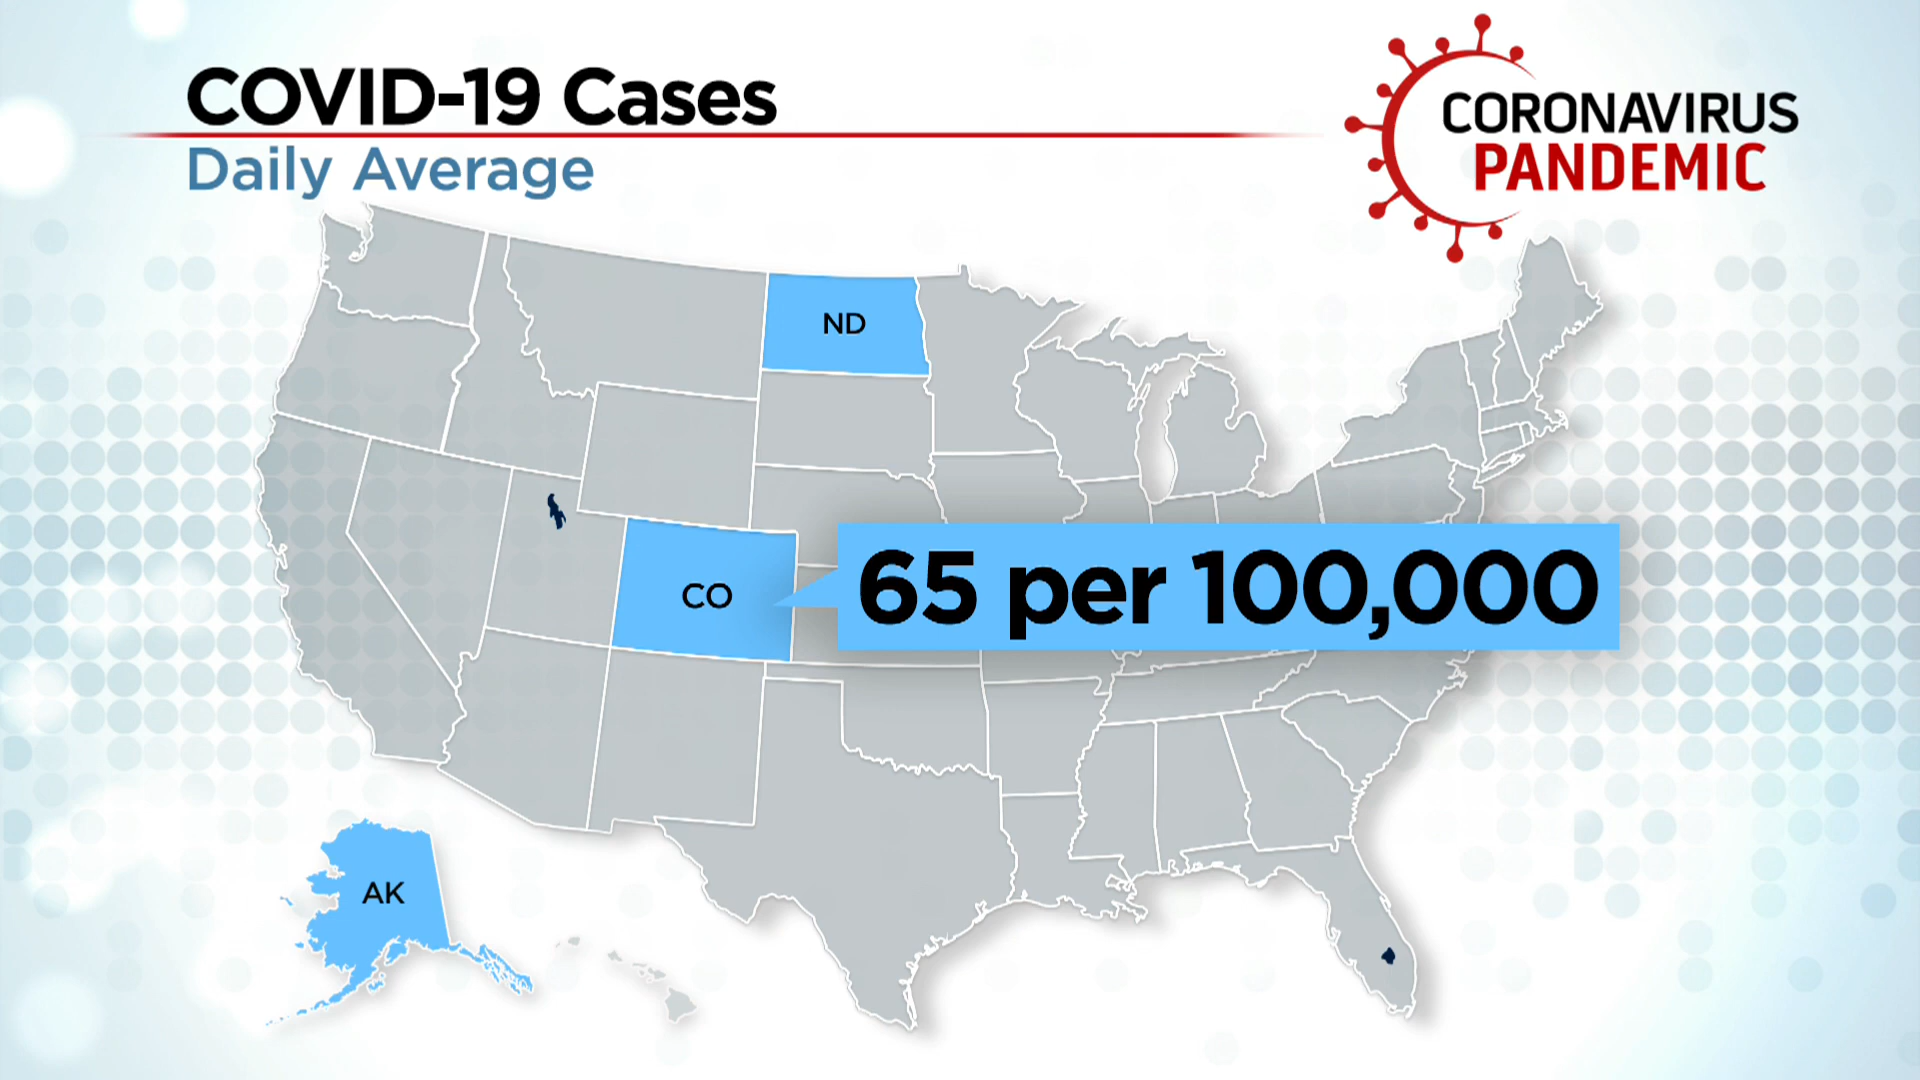 COVID-19 Cases
Daily Average
CORONAVIRUS
PANDEMIC
ND
CO
65 per 100,000
AK